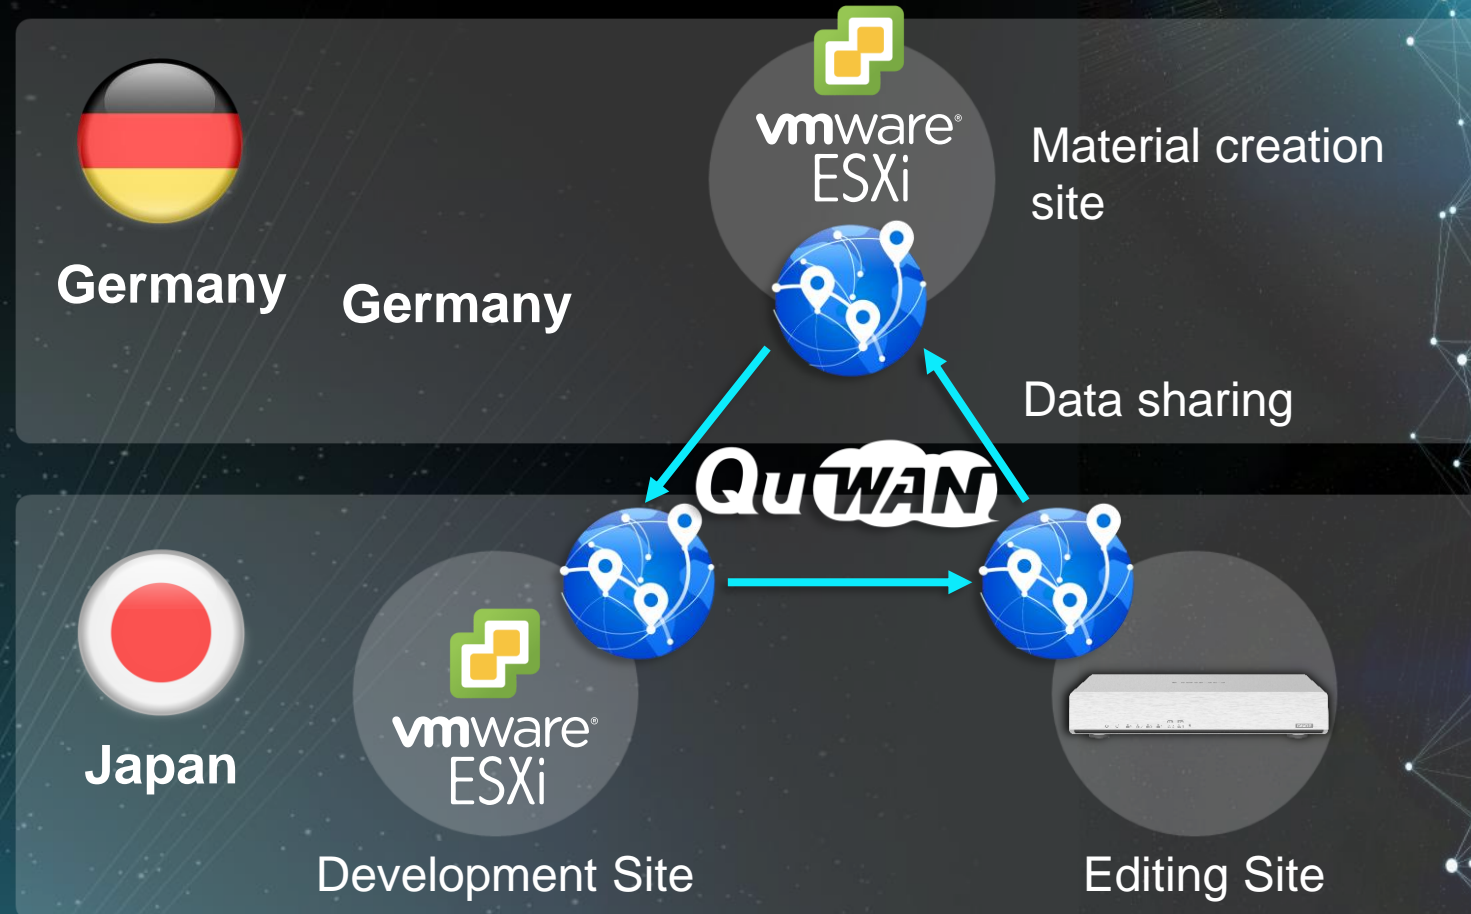 vmware®
ESXi
Material creation
site
Germany
Germany
Data sharing
QuWAN
Japan
vmware®
ESXi
Development Site
Editing Site